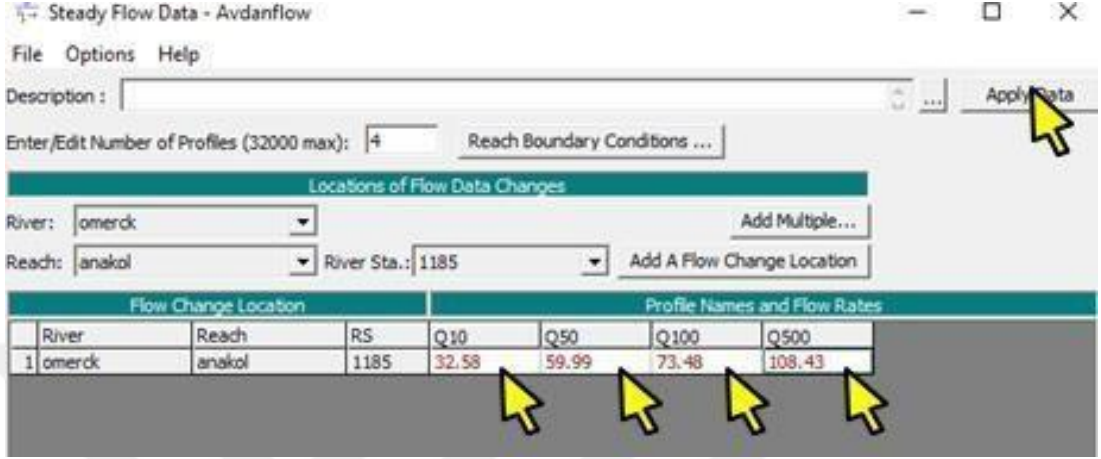 Steady Flow Data - Avdanflow
File Options Help
Description : ... Apply Data
Enter/Edit Number of Profiles (32000 max): 4 Reach Boundary Conditions ...
Locations of Flow Data Changes
River: omerck Add Multiple...
Reach: anakol River Sta.: 1185 Add A Flow Change Location
Flow Change Location Profile Names and Flow Rates
River Reach RS Q10 Q50 Q100 Q500
1 omerck anakol 1185 32.58 59.99 73.48 108.43